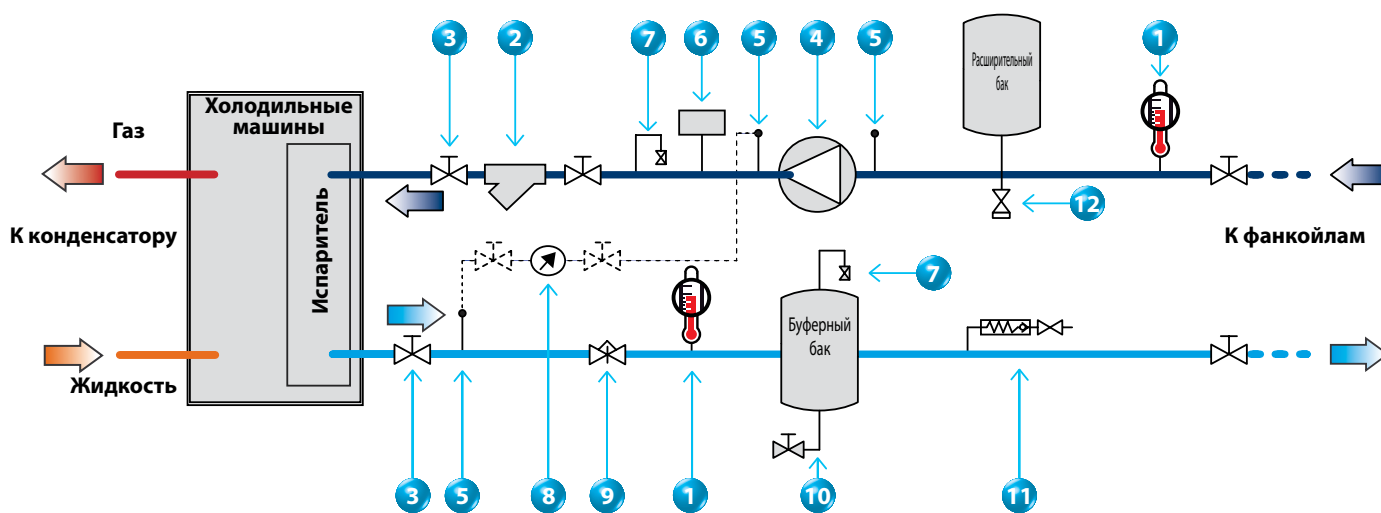 3
2
7
6
5
4
5
1
Расширительный
бак
Холодильные
машины
Газ
Испаритель
12
К конденсатору
К фанкойлам
7
Буферный
бак
Жидкость
3
5
8
9
1
10
11